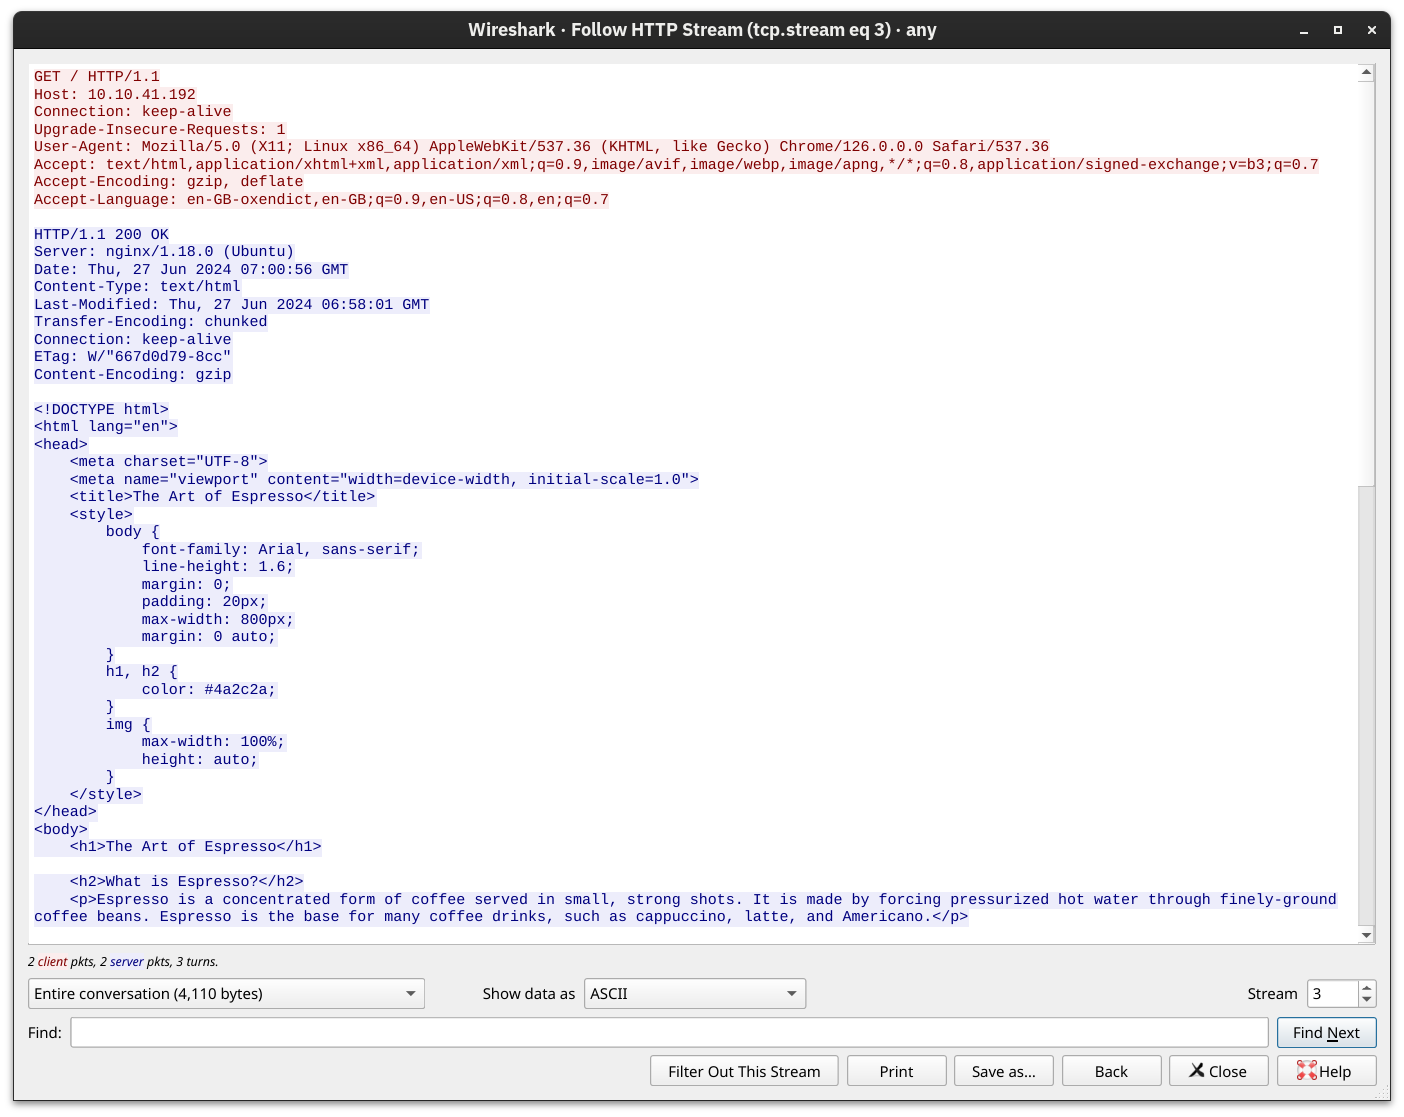 Wireshark · Follow HTTP Stream (tcp.stream eq 3) · any
GET / HTTP/1.1
Host: 10.10.41.192
Connection: keep-alive
Upgrade-Insecure-Requests: 1
User-Agent: Mozilla/5.0 (X11; Linux x86_64) AppleWebKit/537.36 (KHTML, like Gecko) Chrome/126.0.0.0 Safari/537.36
Accept: text/html,application/xhtml+xml,application/xml;q=0.9,image/avif,image/webp,image/apng,*/*;q=0.8,application/signed-exchange;v=b3;q=0.7
Accept-Encoding: gzip, deflate
Accept-Language: en-GB-oxendict,en-GB;q=0.9,en-US;q=0.8,en;q=0.7

HTTP/1.1 200 OK
Server: nginx/1.18.0 (Ubuntu)
Date: Thu, 27 Jun 2024 07:00:56 GMT
Content-Type: text/html
Last-Modified: Thu, 27 Jun 2024 06:58:01 GMT
Transfer-Encoding: chunked
Connection: keep-alive
ETag: W/"667d0d79-8cc"
Content-Encoding: gzip

<!DOCTYPE html>
<html lang="en">
<head>
    <meta charset="UTF-8">
    <meta name="viewport" content="width=device-width, initial-scale=1.0">
    <title>The Art of Espresso</title>
    <style>
        body {
            font-family: Arial, sans-serif;
            line-height: 1.6;
            margin: 0;
            padding: 20px;
            max-width: 800px;
            margin: 0 auto;
        }
        h1, h2 {
            color: #4a2c2a;
        }
        img {
            max-width: 100%;
            height: auto;
        }
    </style>
</head>
<body>
    <h1>The Art of Espresso</h1>

    <h2>What is Espresso?</h2>
    <p>Espresso is a concentrated form of coffee served in small, strong shots. It is made by forcing pressurized hot water through finely-ground
coffee beans. Espresso is the base for many coffee drinks, such as cappuccino, latte, and Americano.</p>
2 client pkts, 2 server pkts, 3 turns.
Entire conversation (4,110 bytes) Show data as ASCII Stream 3
Find: Find Next
Filter Out This Stream Print Save as... Back Close Help